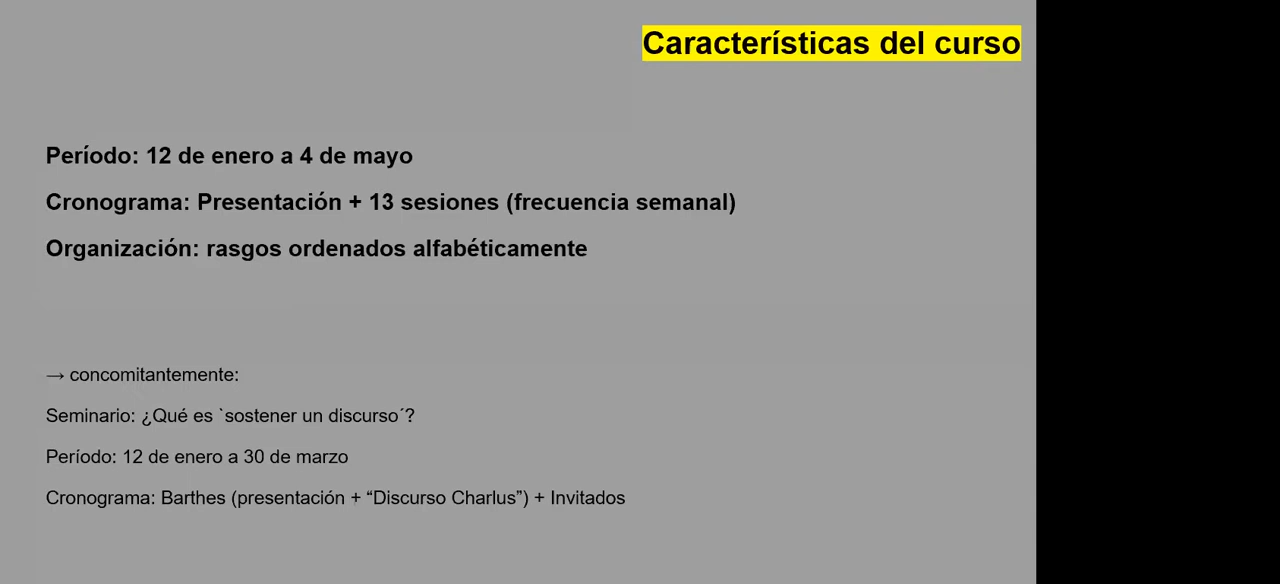 Características del curso
Período: 12 de enero a 4 de mayo
Cronograma: Presentación + 13 sesiones (frecuencia semanal)
Organización: rasgos ordenados alfabéticamente
→ concomitantemente:
Seminario: ¿Qué es `sostener un discurso´?
Período: 12 de enero a 30 de marzo
Cronograma: Barthes (presentación + “Discurso Charlus”) + Invitados